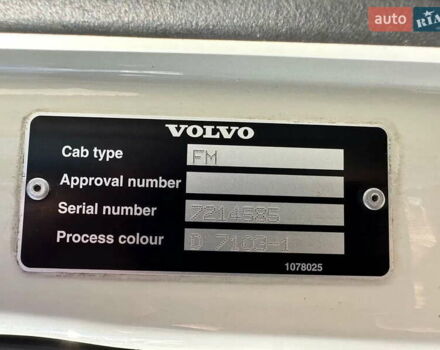 auto RIA
VOLVO
Cab type FM
Approval number
Serial number 7214585
Process colour D 7103-1
1078025